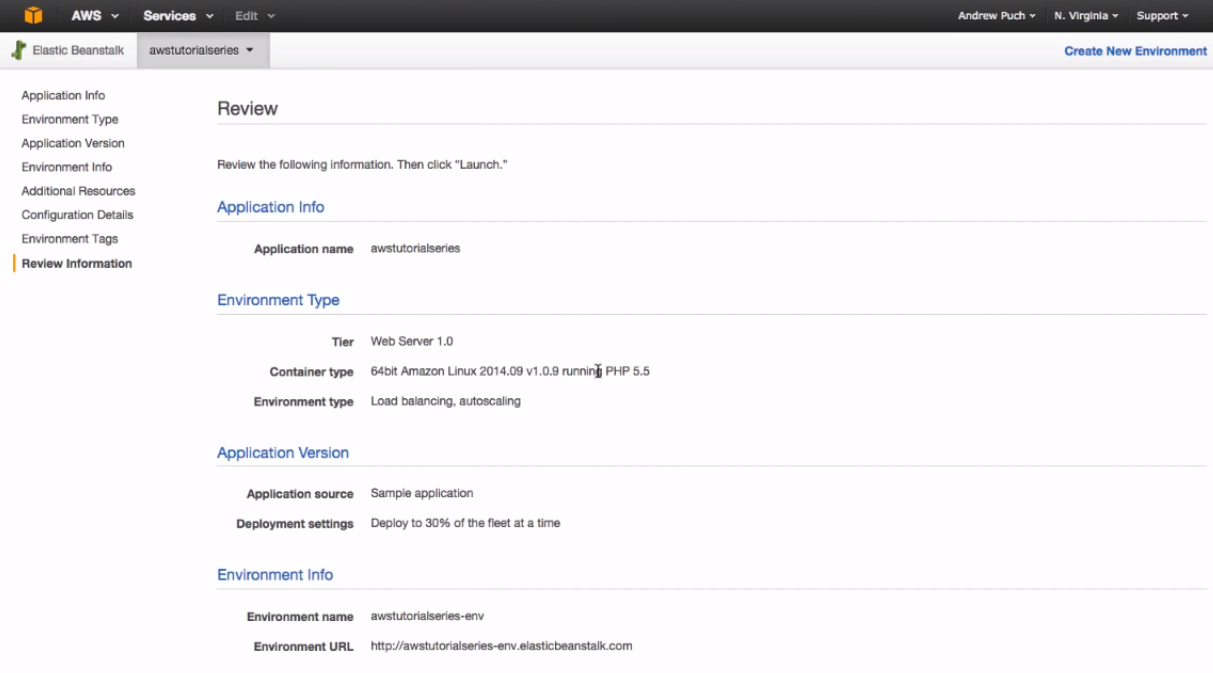 AWS Services Edit Andrew Puch N. Virginia Support
Elastic Beanstalk awstutorialseries Create New Environment
Application Info
Environment Type
Application Version
Environment Info
Additional Resources
Configuration Details
Environment Tags
Review Information
Review
Review the following information. Then click "Launch."
Application Info
Application name awstutorialseries
Environment Type
Tier Web Server 1.0
Container type 64bit Amazon Linux 2014.09 v1.0.9 running PHP 5.5
Environment type Load balancing, autoscaling
Application Version
Application source Sample application
Deployment settings Deploy to 30% of the fleet at a time
Environment Info
Environment name awstutorialseries-env
Environment URL http://awstutorialseries-env.elasticbeanstalk.com